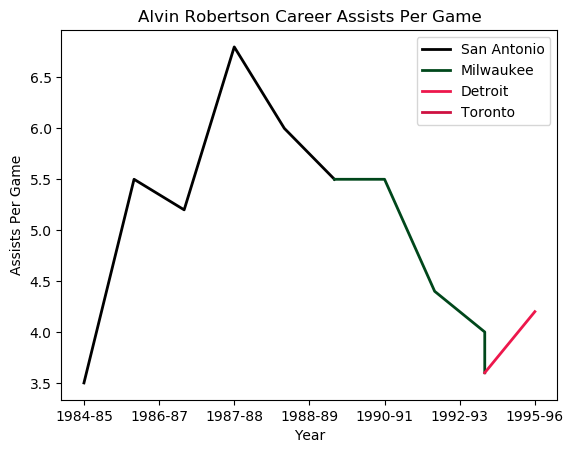 Alvin Robertson Career Assists Per Game
San Antonio
Milwaukee
Detroit
Toronto
Assists Per Game
6.5
6.0
5.5
5.0
4.5
4.0
3.5
1984-85 1986-87 1987-88 1988-89 1990-91 1992-93 1995-96
Year